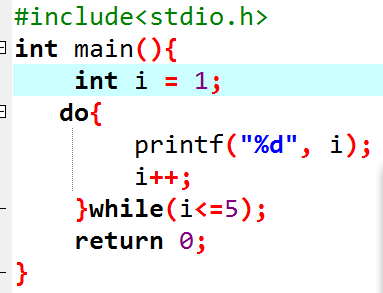 #include<stdio.h>
int main(){
    int i = 1;
   do{
        printf("%d", i);
        i++;
    }while(i<=5);
    return 0;
}